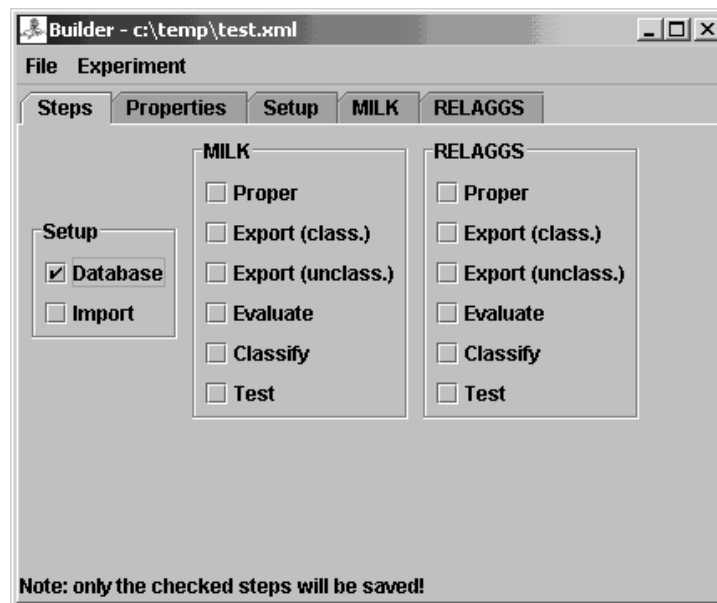 Builder - c:\temp\test.xml
File Experiment
Steps Properties Setup MILK RELAGGS
Setup
Database
Import
MILK
Proper
Export (class.)
Export (unclass.)
Evaluate
Classify
Test
RELAGGS
Proper
Export (class.)
Export (unclass.)
Evaluate
Classify
Test
Note: only the checked steps will be saved!